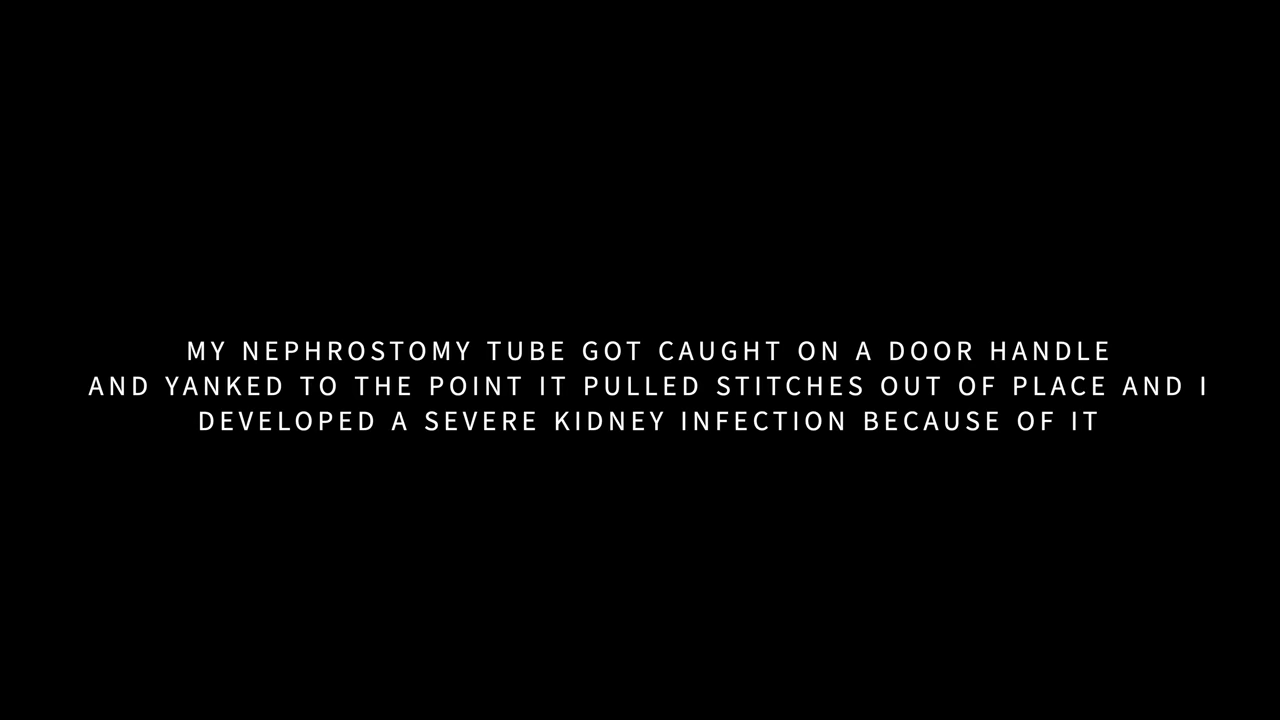 MY NEPHROSTOMY TUBE GOT CAUGHT ON A DOOR HANDLE
AND YANKED TO THE POINT IT PULLED STITCHES OUT OF PLACE AND I
DEVELOPED A SEVERE KIDNEY INFECTION BECAUSE OF IT